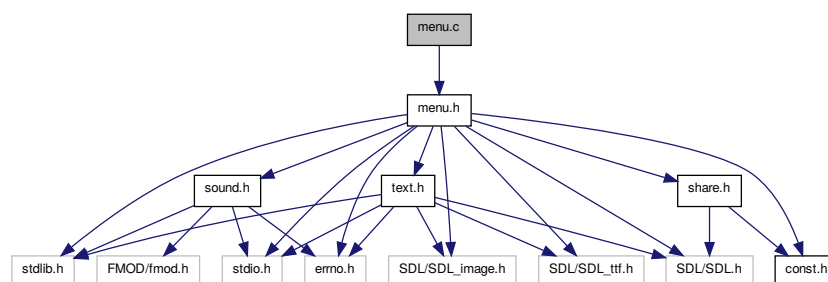 menu.c
menu.h
sound.h
text.h
share.h
stdlib.h
FMOD/fmod.h
stdio.h
errno.h
SDL/SDL_image.h
SDL/SDL_ttf.h
SDL/SDL.h
const.h